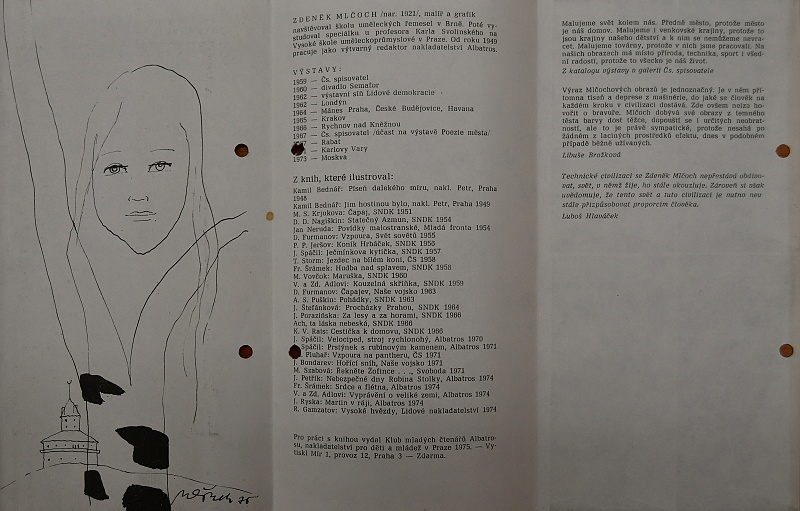 ZDENĚK MLČOCH /nar. 1921/, malíř a grafik
navštěvoval školu uměleckých řemesel v Brně. Poté vy-
studoval speciálku u profesora Karla Svolinského na
Vysoké škole uměleckoprůmyslové v Praze. Od roku 1949
pracuje jako výtvarný redaktor nakladatelství Albatros.
VÝSTAVY:
1959 — Čs. spisovatel
1960 — divadlo Semafor
1962 — výstavní síň Lidové demokracie
1962 — Londýn
1964 — Mánes Praha, České Budějovice, Havana
1965 — Krakov
1966 — Rychnov nad Kněžnou
1967 — Čs. spisovatel /účast na výstavě Poezie města/
— Rabat
— Karlovy Vary
1973 — Moskva
Z knih, které ilustroval:
Kamil Bednář: Píseň dalekého míru, nakl. Petr, Praha
1948
Kamil Bednář: Jim hostinou bylo, nakl. Petr, Praha 1949
M. S. Krjukova: Čapaj, SNDK 1951
D. D. Nagiškin: Statečný Azmun, SNDK 1954
Jan Neruda: Povídky malostranské, Mladá fronta 1954
D. Furmanov: Vzpoura, Svět sovětů 1955
P. P. Jeršov: Koník Hrbáček, SNDK 1956
J. Spáčil: Ječmínkova kytička, SNDK 1957
T. Storm: Jezdec na bílém koni, ČS 1958
Fr. Šrámek: Hudba nad splavem, SNDK 1958
M. Vovčok: Maruška, SNDK 1960
V. a Zd. Adlovi: Kouzelná skříňka, SNDK 1959
D. Furmanov: Čapajev, Naše vojsko 1963
A. S. Puškin: Pohádky, SNDK 1963
J. Štefánková: Procházky Prahou, SNDK 1964
J. Porazińska: Za lesy a za horami, SNDK 1966
Ach, ta láska nebeská, SNDK 1966
K. V. Rais: Cestička k domovu, SNDK 1966
J. Spáčil: Velociped, stroj rychlonohý, Albatros 1970
Spáčil: Prstýnek s rubínovým kamenem, Albatros 1971
Pluhař: Vzpoura na pantheru, ČS 1971
J. Bondarev: Hořící sníh, Naše vojsko 1971
M. Szabová: Řekněte Žofince . . ., Svoboda 1971
J. Petřík: Nebezpečné dny Robina Stolky, Albatros 1974
Fr. Šrámek: Srdce a flétna, Albatros 1974
V. a Zd. Adlovi: Vyprávění o veliké zemi, Albatros 1974
J. Ryska: Martin v ráji, Albatros 1974
R. Gamzatov: Vysoké hvězdy, Lidové nakladatelství 1974
Pro práci s knihou vydal Klub mladých čtenářů Albatro-
su, nakladatelství pro děti a mládež v Praze 1975. — Vy-
tiskl Mír 1, provoz 12, Praha 3 — Zdarma.
Malujeme svět kolem nás. Předně město, protože město
je náš domov. Malujeme i venkovské krajiny, protože to
jsou krajiny našeho dětství a k nim se nemůžeme nevra-
cet. Malujeme továrny, protože v nich jsme pracovali. Na
našich obrazech má místo příroda, technika, sport i všed-
ní radosti, protože to všecko je náš život.
Z katalogu výstavy z galerií Čs. spisovatele
Výraz Mlčochových obrazů je jednoznačný. Je v něm pří-
tomna tíseň a deprese z mašinérie, do jaké se člověk na
každém kroku v civilizaci dostává. Zde ovšem nelze ho-
vořit o bravuře. Mlčoch dobývá své obrazy z temného
těsta barvy dost těžce, dopouští se i určitých neobrat-
ností, ale to je právě sympatické, protože nesahá po
žádném z laciných prostředků efektu, dnes v podobném
případě běžně užívaných.
Libuše Brožková
Technické civilizaci se Zdeněk Mlčoch nepřestává obdivo-
vat, svět, v němž žije, ho stále okouzluje. Zároveň si však
uvědomuje, že tento svět a tuto civilizaci je nutno neu-
stále přizpůsobovat proporcím člověka.
Luboš Hlaváček